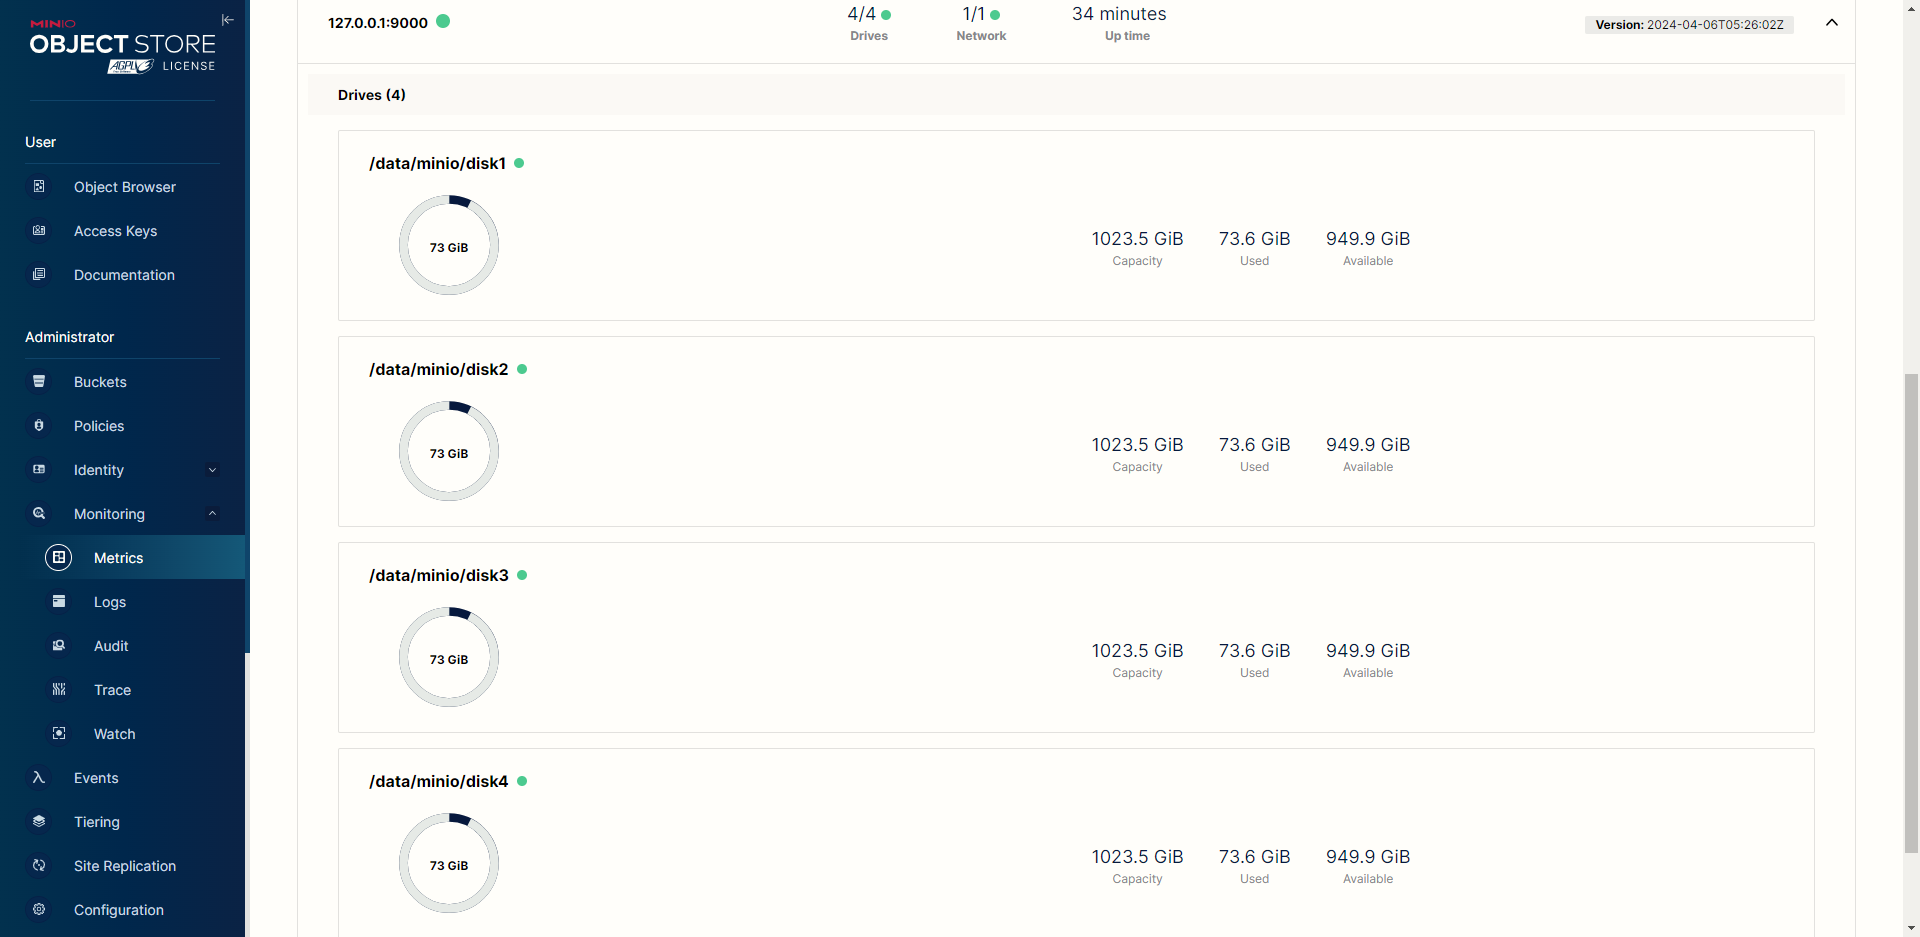 MINIO
OBJECT STORE
AGPLv3 LICENSE
User
Object Browser
Access Keys
Documentation
Administrator
Buckets
Policies
Identity
Monitoring
Metrics
Logs
Audit
Trace
Watch
Events
Tiering
Site Replication
Configuration
127.0.0.1:9000
4/4
Drives
1/1
Network
34 minutes
Up time
Version: 2024-04-06T05:26:02Z
Drives (4)
/data/minio/disk1
73 GiB
1023.5 GiB 73.6 GiB 949.9 GiB
Capacity Used Available
/data/minio/disk2
73 GiB
1023.5 GiB 73.6 GiB 949.9 GiB
Capacity Used Available
/data/minio/disk3
73 GiB
1023.5 GiB 73.6 GiB 949.9 GiB
Capacity Used Available
/data/minio/disk4
73 GiB
1023.5 GiB 73.6 GiB 949.9 GiB
Capacity Used Available